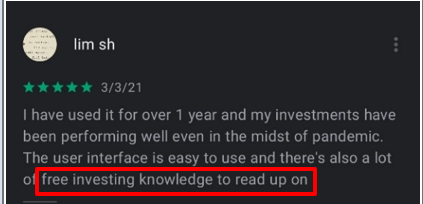 lim sh
3/3/21
I have used it for over 1 year and my investments have
been performing well even in the midst of pandemic.
The user interface is easy to use and there's also a lot
of free investing knowledge to read up on